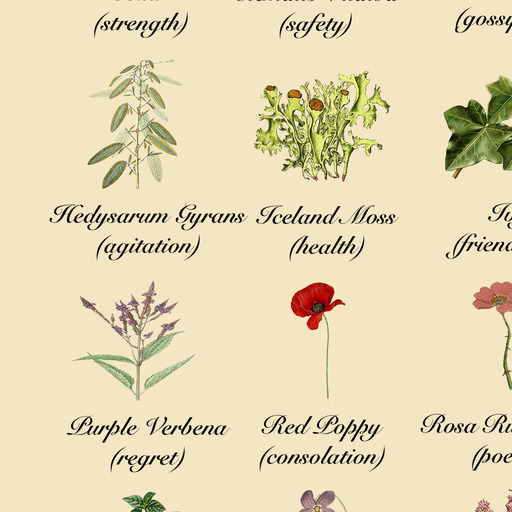 (strength) (safety)
Hedysarum Gyrans Iceland Moss
(agitation) (health)
Purple Verbena Red Poppy Rosa
(regret) (consolation)